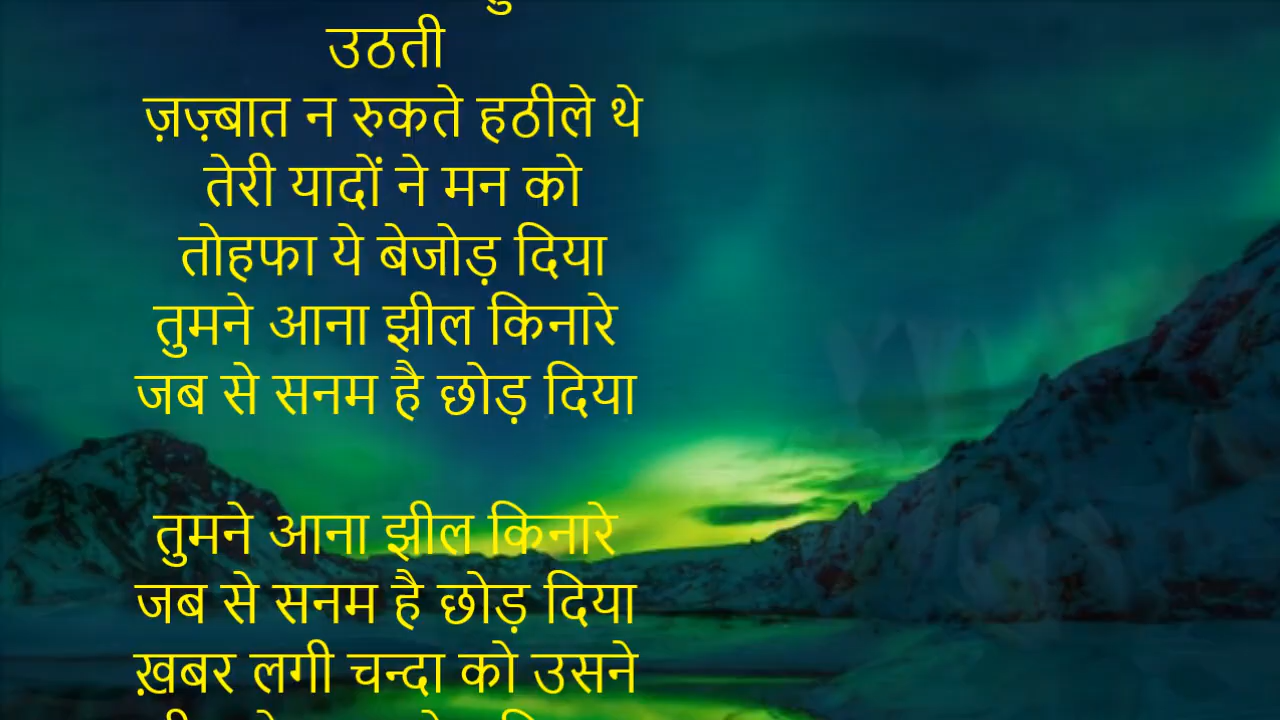 उठती
ज़ज़्बात न रुकते हठीले थे
तेरी यादों ने मन को
तोहफा ये बेजोड़ दिया
तुमने आना झील किनारे
जब से सनम है छोड़ दिया
तुमने आना झील किनारे
जब से सनम है छोड़ दिया
ख़बर लगी चन्दा को उसने